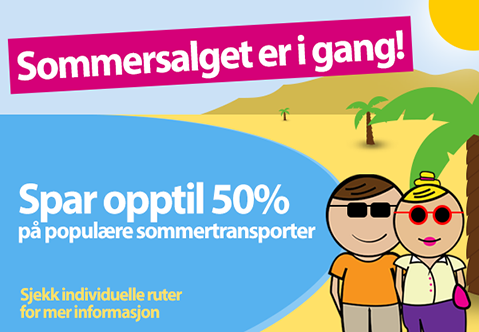 Sommersalget er i gang!
Spar opptil 50%
på populære sommertransporter
Sjekk individuelle ruter
for mer informasjon